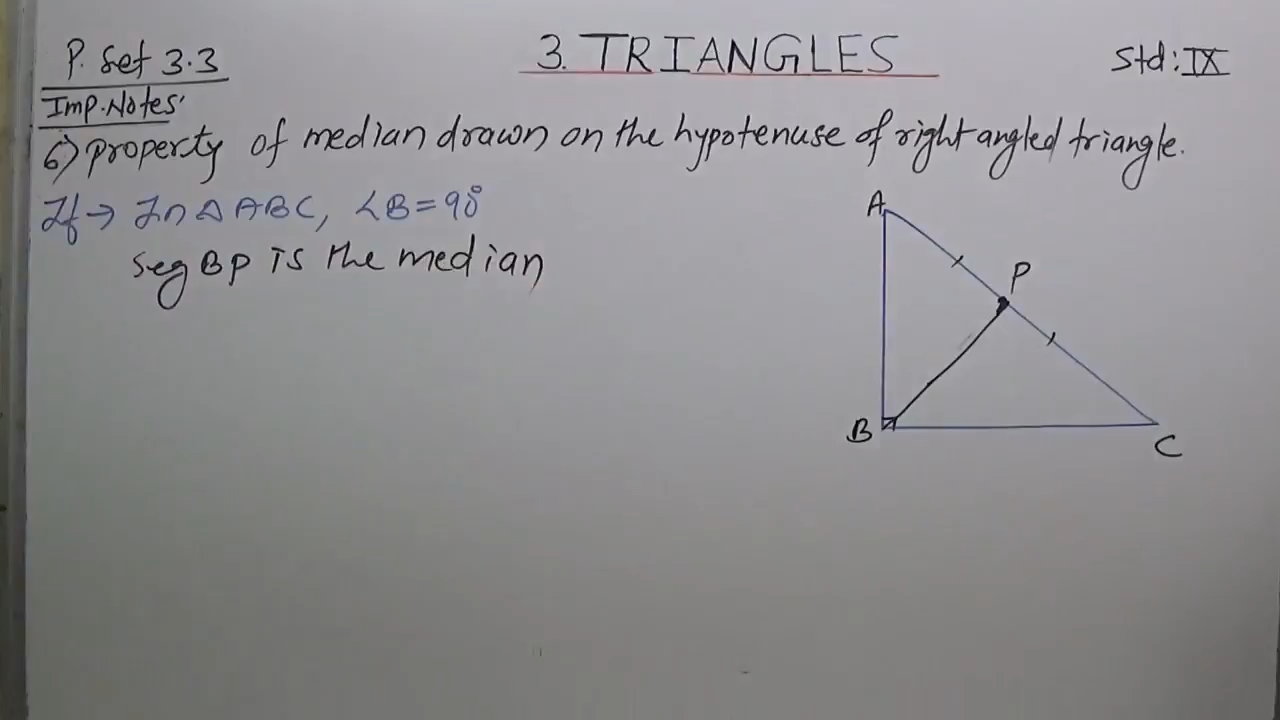 P. Set 3.3
3. TRIANGLES
Std: IX
Imp. Notes
6) property of median drawn on the hypotenuse of right angled triangle.
If → In △ABC, ∠B = 90°
seg BP is the median
A
P
B
C